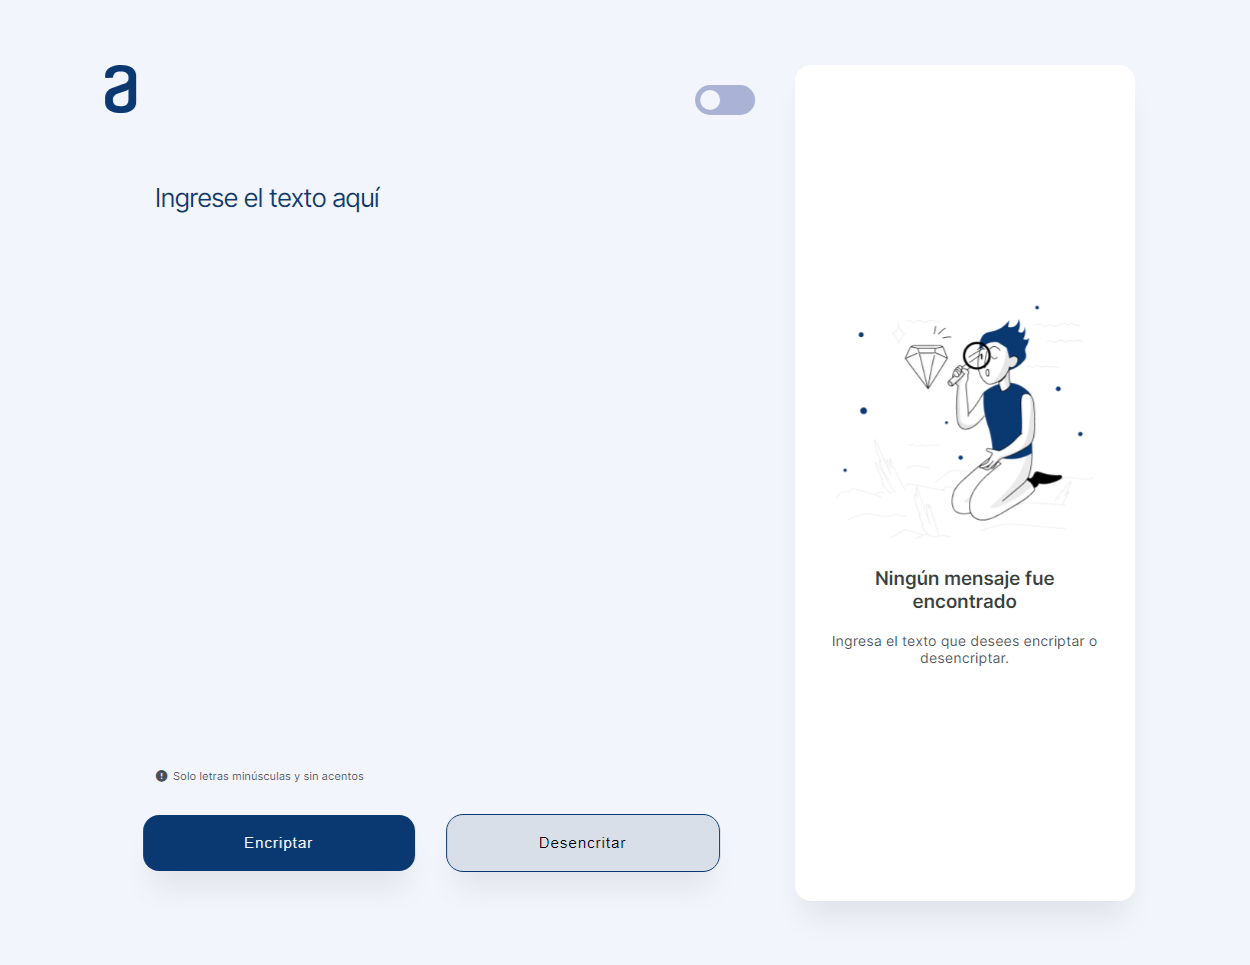 a
Ingrese el texto aquí
Solo letras minúsculas y sin acentos
Encriptar
Desencritar
Ningún mensaje fue
encontrado
Ingresa el texto que desees encriptar o
desencriptar.